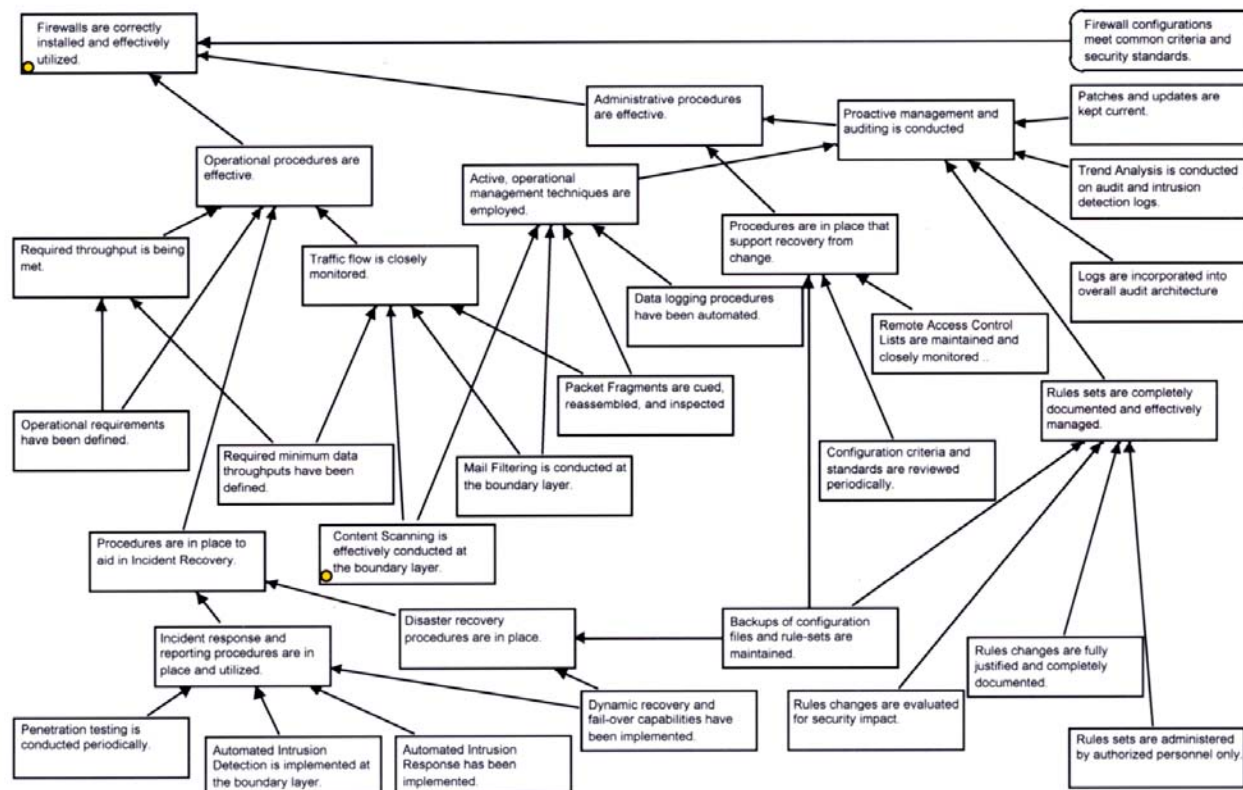 Firewalls are correctly
installed and effectively
utilized.
Firewall configurations
meet common criteria and
security standards.
Administrative procedures
are effective.
Proactive management and
auditing is conducted
Patches and updates are
kept current.
Operational procedures are
effective.
Active, operational
management techniques are
employed.
Trend Analysis is conducted
on audit and intrusion
detection logs.
Required throughput is being
met.
Traffic flow is closely
monitored.
Procedures are in place that
support recovery from
change.
Logs are incorporated into
overall audit architecture
Data logging procedures
have been automated.
Remote Access Control
Lists are maintained and
closely monitored ..
Packet Fragments are cued,
reassembled, and inspected
Rules sets are completely
documented and effectively
managed.
Operational requirements
have been defined.
Required minimum data
throughputs have been
defined.
Mail Filtering is conducted at
the boundary layer.
Configuration criteria and
standards are reviewed
periodically.
Procedures are in place to
aid in Incident Recovery.
Content Scanning is
effectively conducted at
the boundary layer.
Incident response and
reporting procedures are in
place and utilized.
Disaster recovery
procedures are in place.
Backups of configuration
files and rule-sets are
maintained.
Rules changes are fully
justified and completely
documented.
Penetration testing is
conducted periodically.
Automated Intrusion
Detection is implemented at
the boundary layer.
Automated Intrusion
Response has been
implemented.
Dynamic recovery and
fail-over capabilities have
been implemented.
Rules changes are evaluated
for security impact.
Rules sets are administered
by authorized personnel only.